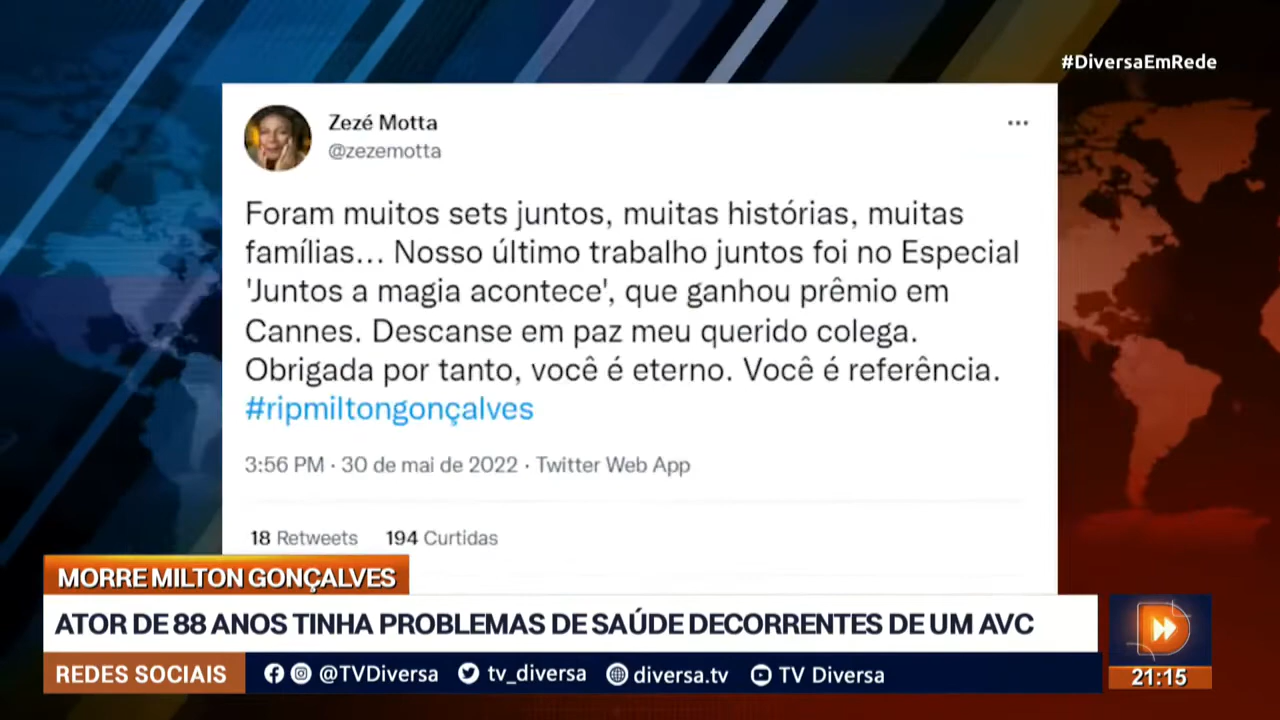 #DiversaEmRede
Zezé Motta
@zezemotta
Foram muitos sets juntos, muitas histórias, muitas
famílias... Nosso último trabalho juntos foi no Especial
'Juntos a magia acontece', que ganhou prêmio em
Cannes. Descanse em paz meu querido colega.
Obrigada por tanto, você é eterno. Você é referência.
#ripmiltongonçalves
3:56 PM · 30 de mai de 2022 · Twitter Web App
18 Retweets 194 Curtidas
MORRE MILTON GONÇALVES
ATOR DE 88 ANOS TINHA PROBLEMAS DE SAÚDE DECORRENTES DE UM AVC
REDES SOCIAIS @TVDiversa tv_diversa diversa.tv TV Diversa
21:15